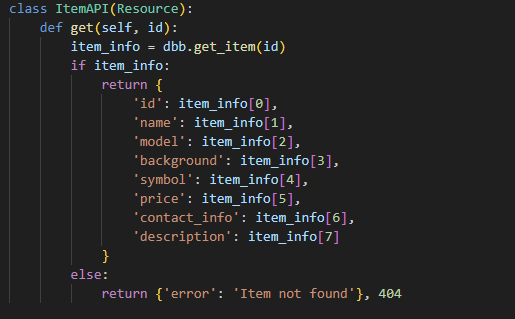 class ItemAPI(Resource):
    def get(self, id):
        item_info = dbb.get_item(id)
        if item_info:
            return {
                'id': item_info[0],
                'name': item_info[1],
                'model': item_info[2],
                'background': item_info[3],
                'symbol': item_info[4],
                'price': item_info[5],
                'contact_info': item_info[6],
                'description': item_info[7]
            }
        else:
            return {'error': 'Item not found'}, 404